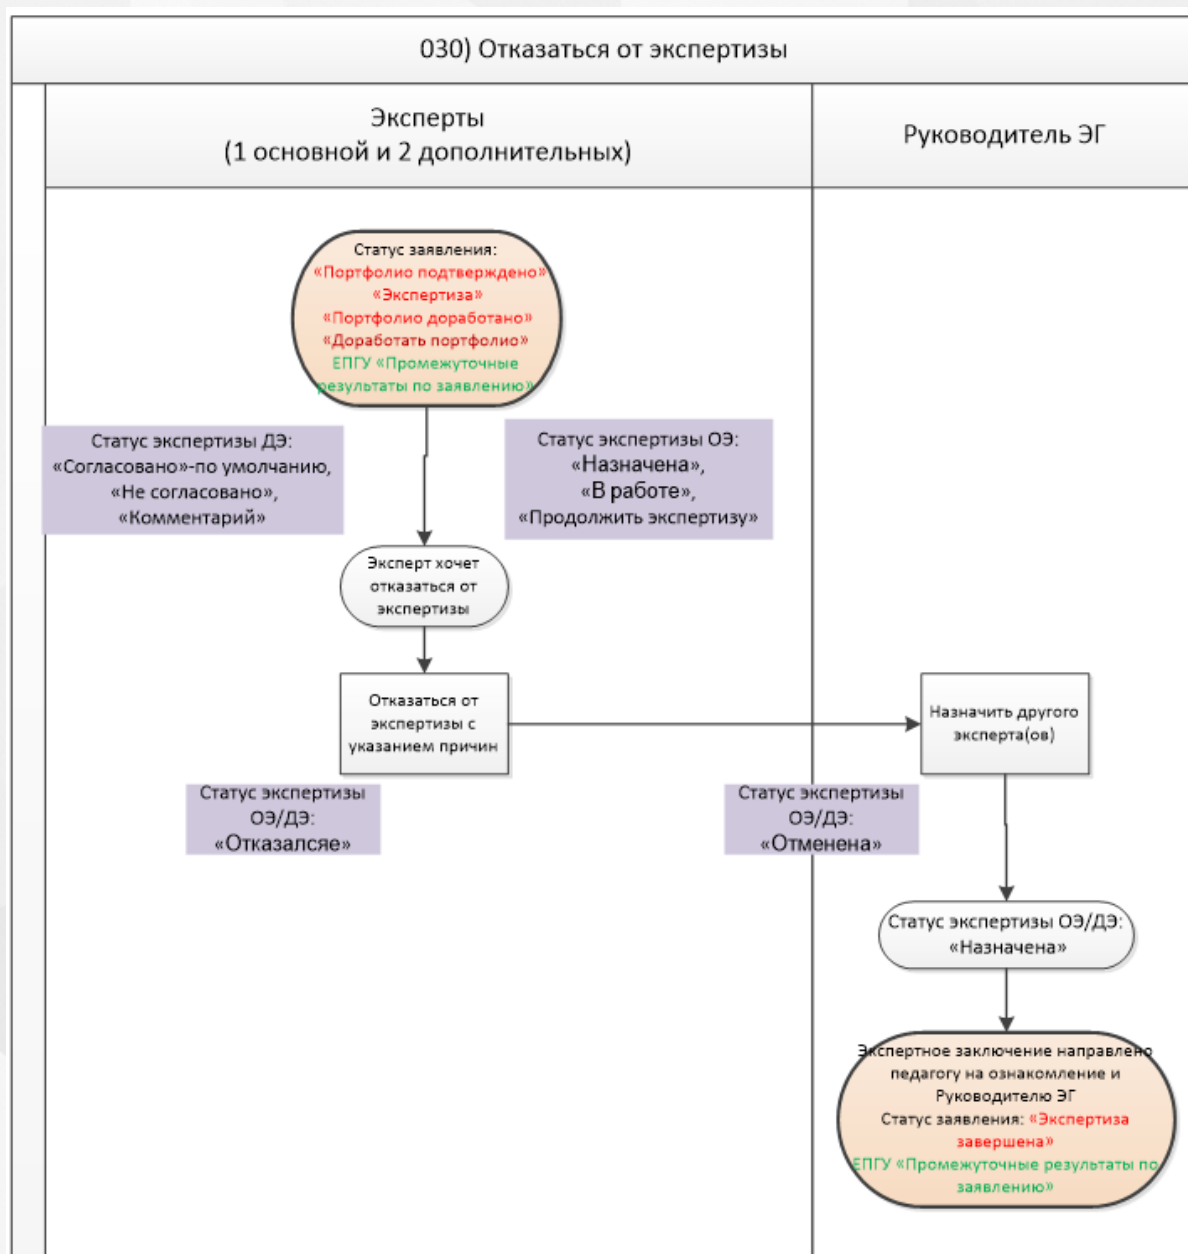 030) Отказаться от экспертизы
Эксперты
(1 основной и 2 дополнительных)
Руководитель ЭГ
Статус заявления:
«Портфолио подтверждено»
«Экспертиза»
«Портфолио доработано»
«Доработать портфолио»
ЕПГУ «Промежуточные
результаты по заявлению»
Статус экспертизы ДЭ:
«Согласовано»-по умолчанию,
«Не согласовано»,
«Комментарий»
Статус экспертизы ОЭ:
«Назначена»,
«В работе»,
«Продолжить экспертизу»
Эксперт хочет
отказаться от
экспертизы
Отказаться от
экспертизы с
указанием причин
Назначить другого
эксперта(ов)
Статус экспертизы
ОЭ/ДЭ:
«Отказалсяе»
Статус экспертизы
ОЭ/ДЭ:
«Отменена»
Статус экспертизы ОЭ/ДЭ:
«Назначена»
Экспертное заключение направлено
педагогу на ознакомление и
Руководителю ЭГ
Статус заявления: «Экспертиза
завершена»
ЕПГУ «Промежуточные результаты по
заявлению»